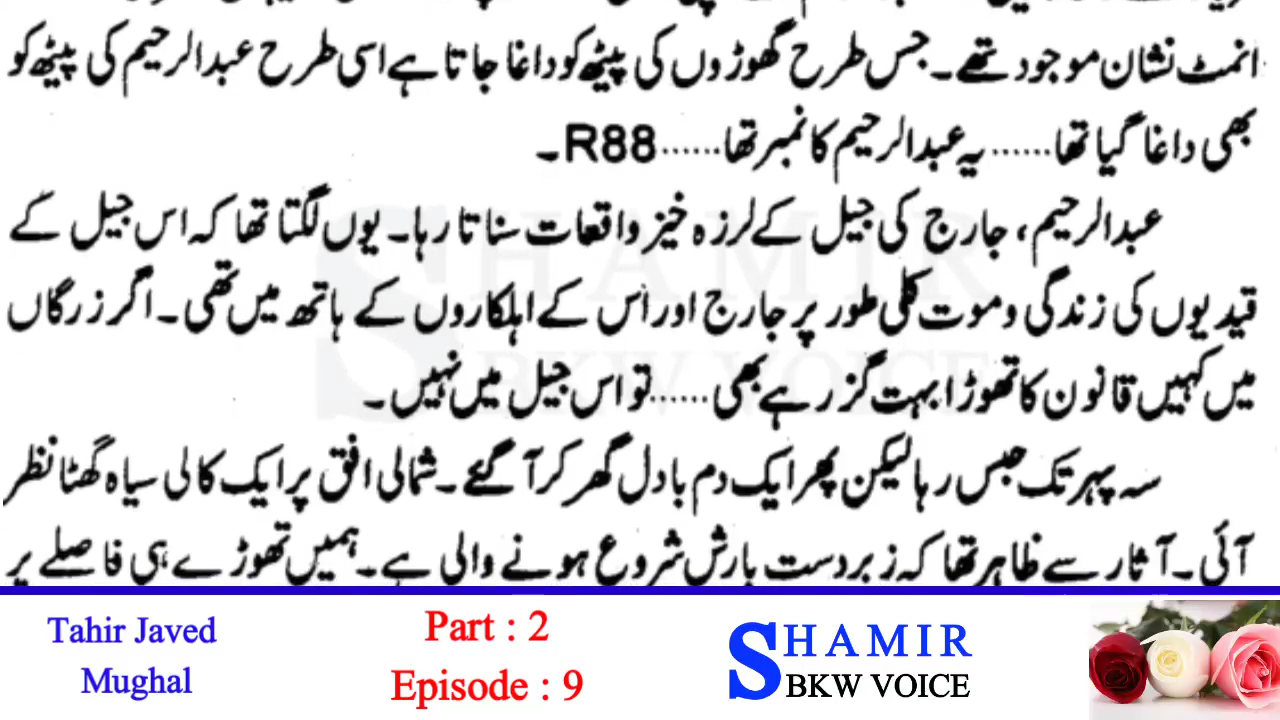 انمٹ نشان موجود تھے۔ جس طرح گھوڑوں کی پیٹھ کو داغا جاتا ہے اسی طرح عبدالرحیم کی پیٹھ کو
بھی داغا گیا تھا ...... یہ عبدالرحیم کا نمبر تھا ...... R88۔
عبدالرحیم، جارج کی جیل کے لرزہ خیز واقعات سناتا رہا۔ یوں لگتا تھا کہ اس جیل کے
قیدیوں کی زندگی و موت کلی طور پر جارج اور اُس کے اہلکاروں کے ہاتھ میں تھی۔ اگر زرگاں
میں کہیں قانون کا تھوڑا بہت گزر ہے بھی ...... تو اس جیل میں نہیں۔
سہ پہر تک حبس رہا لیکن پھر ایک دم بادل گھر کر آ گئے۔ شمالی افق پر ایک کالی سیاہ گھٹا نظر
آئی۔ آثار سے ظاہر تھا کہ زبردست بارش شروع ہونے والی ہے۔ ہمیں تھوڑے ہی فاصلے پر
Tahir Javed
Mughal
Part : 2
Episode : 9
SHAMIR
BKW VOICE